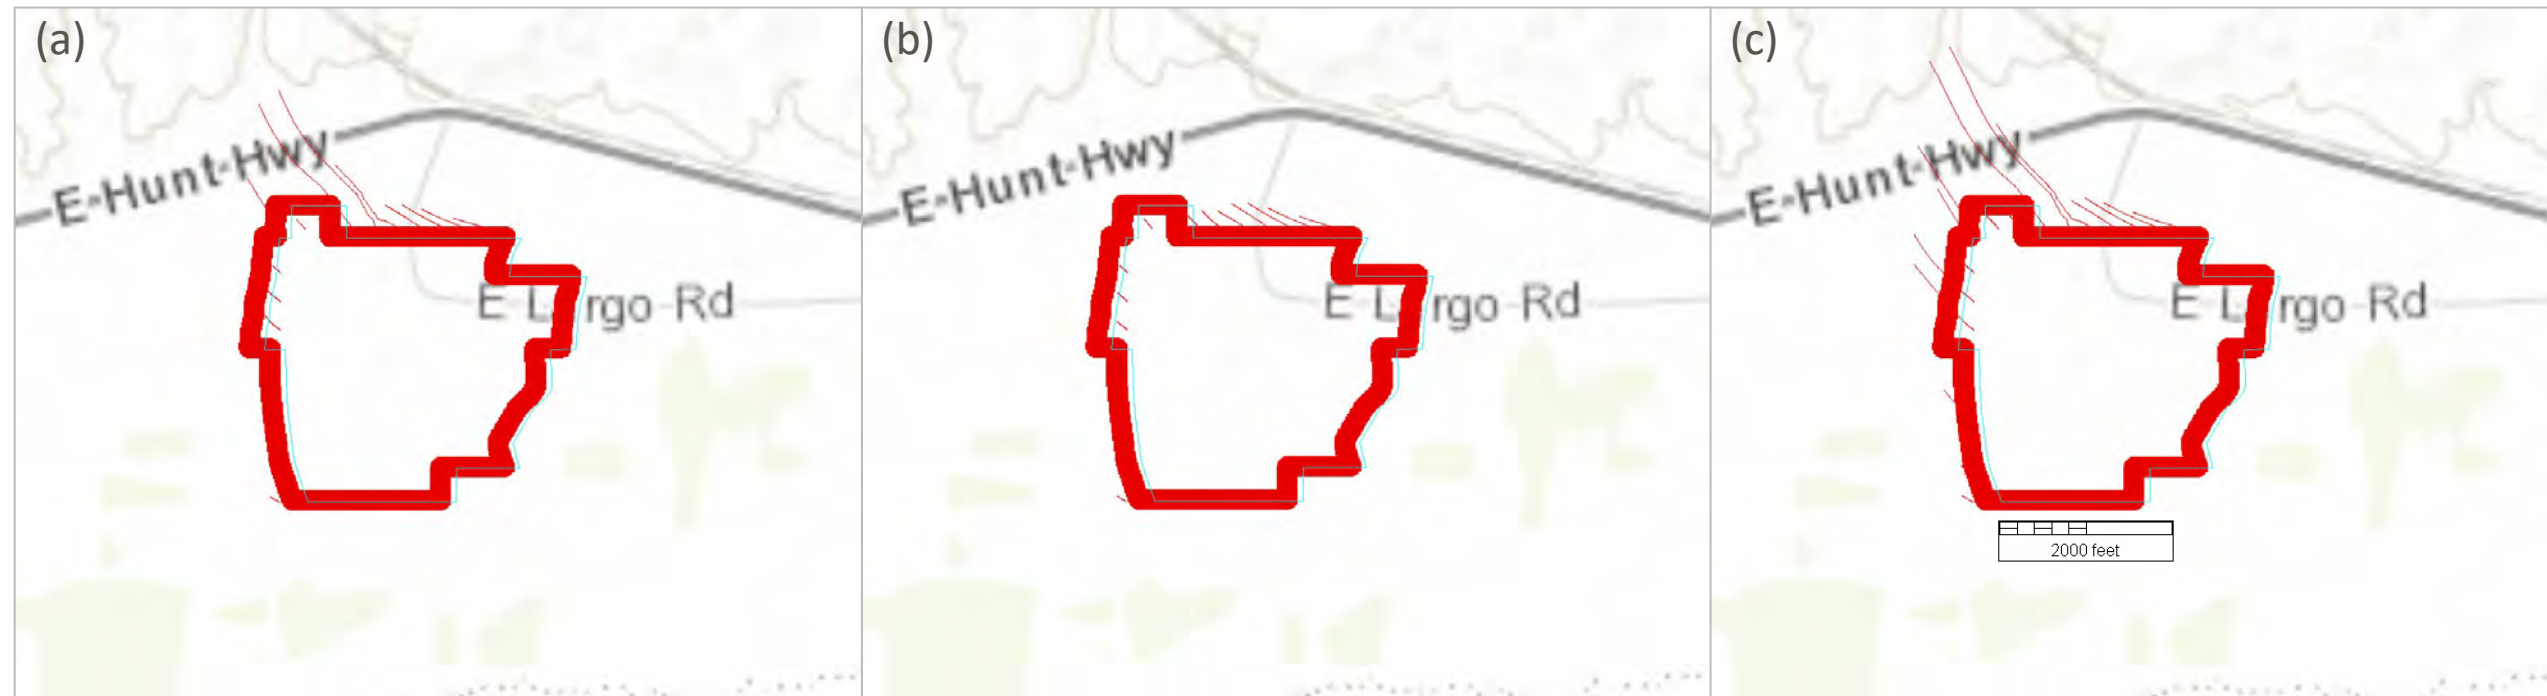 (a)
E-Hunt-Hwy
E L rgo-Rd
(b)
E-Hunt-Hwy
E L rgo-Rd
(c)
E-Hunt-Hwy
E L rgo-Rd
2000 feet